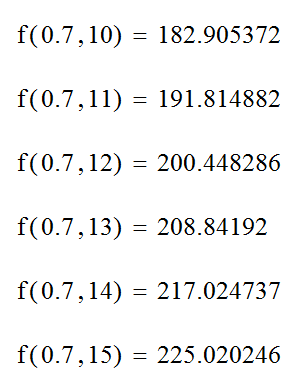 f(0.7,10) = 182.905372
f(0.7,11) = 191.814882
f(0.7,12) = 200.448286
f(0.7,13) = 208.84192
f(0.7,14) = 217.024737
f(0.7,15) = 225.020246